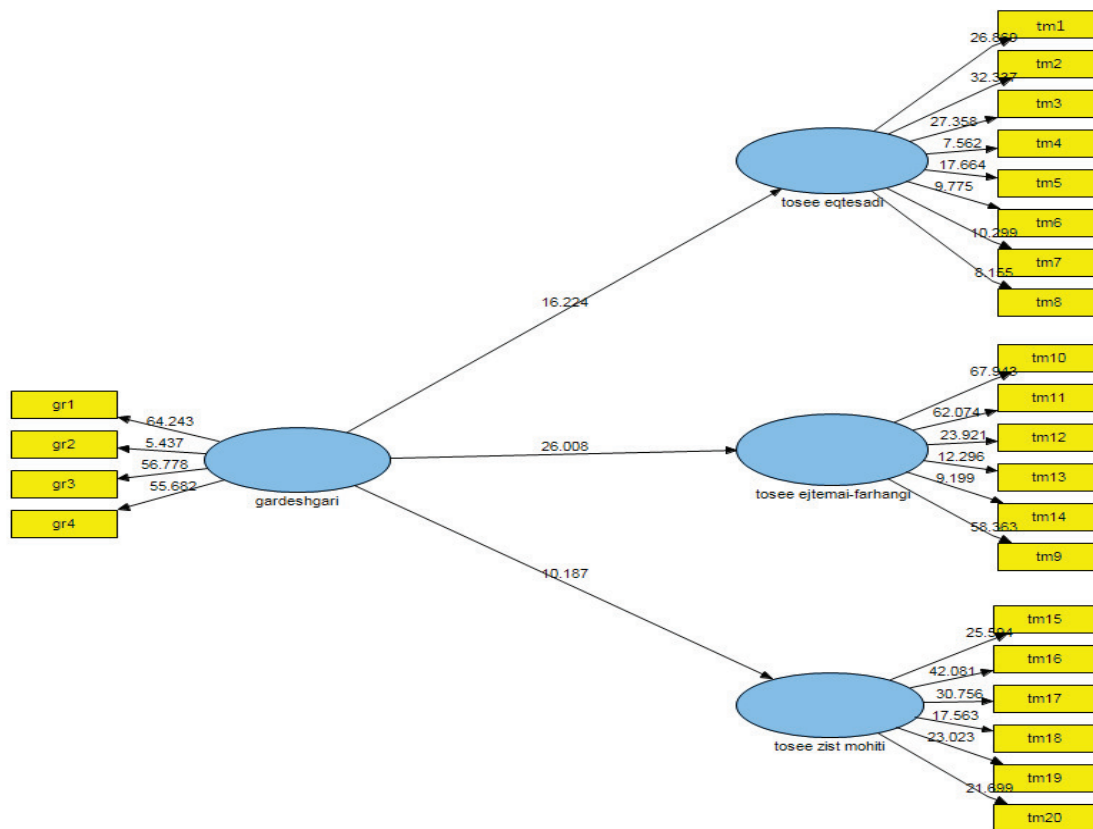 tm1
26.869
tm2
32.337
tm3
27.358
tm4
7.562
tm5
17.664
tm6
9.775
tm7
10.299
tm8
8.155
tosee eqtesadi
16.224
gr1
64.243
gr2
5.437
gr3
56.778
gr4
55.682
gardeshgari
26.008
tm10
67.943
tm11
62.074
tm12
23.921
tm13
12.296
tm14
9.199
tm9
58.363
tosee ejtemai-farhangi
10.187
tm15
25.594
tm16
42.081
tm17
30.756
tm18
17.563
tm19
23.023
tm20
21.699
tosee zist mohiti